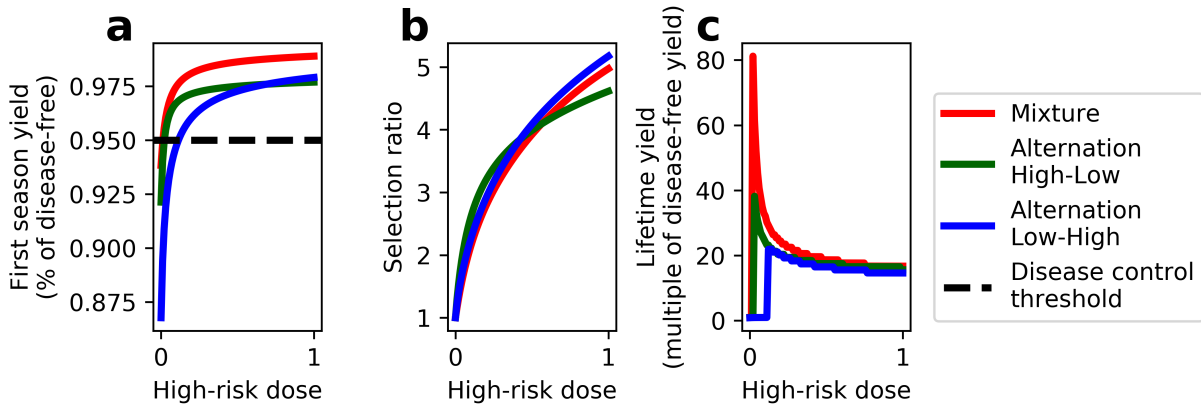 a
First season yield
(% of disease-free)
0.975
0.950
0.925
0.900
0.875
0
1
High-risk dose
b
Selection ratio
5
4
3
2
1
0
1
High-risk dose
c
Lifetime yield
(multiple of disease-free yield)
80
60
40
20
0
0
1
High-risk dose
Mixture
Alternation
High-Low
Alternation
Low-High
Disease control
threshold